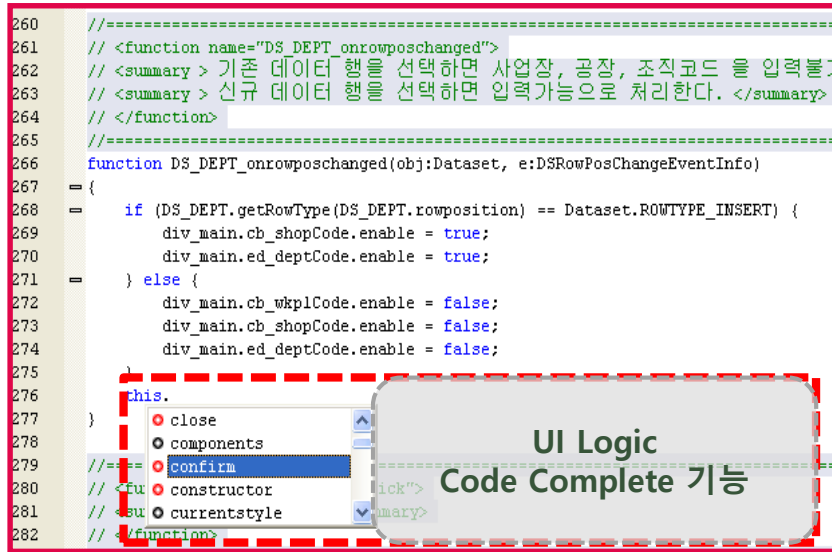 260 //==============================================================
261 // <function name="DS_DEPT_onrowposchanged">
262 // <summary > 기존 데이터 행을 선택하면 사업장, 공장, 조직코드 을 입력불
263 // <summary > 신규 데이터 행을 선택하면 입력가능으로 처리한다. </summary>
264 // </function>
265 //==============================================================
266 function DS_DEPT_onrowposchanged(obj:Dataset, e:DSRowPosChangeEventInfo)
267 {
268 if (DS_DEPT.getRowType(DS_DEPT.rowposition) == Dataset.ROWTYPE_INSERT) {
269 div_main.cb_shopCode.enable = true;
270 div_main.ed_deptCode.enable = true;
271 } else {
272 div_main.cb_wkplCode.enable = false;
273 div_main.cb_shopCode.enable = false;
274 div_main.ed_deptCode.enable = false;
275 }
276 this.
277 }
close
278
components
279 //====
confirm
280 // <fu
constructor
ick">
281 // <su
currentstyle
mmary>
282 // </function>
UI Logic
Code Complete 기능